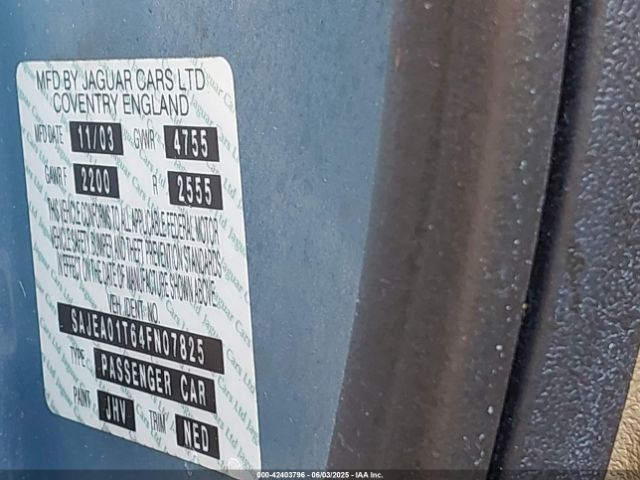 MFD BY JAGUAR CARS LTD
COVENTRY ENGLAND
MFD DATE 11/03 GVWR 4755
GAWR F 2200 R 2555
THIS VEHICLE CONFORMS TO ALL APPLICABLE FEDERAL MOTOR
VEHICLE SAFETY, BUMPER AND THEFT PREVENTION STANDARDS
IN EFFECT ON THE DATE OF MANUFACTURE SHOWN ABOVE.
VEH. IDENT. NO.
SAJEA01T64FN07825
TYPE PASSENGER CAR
PAINT JHV TRIM NED
000-42403796 - 06/03/2025 - IAA Inc.